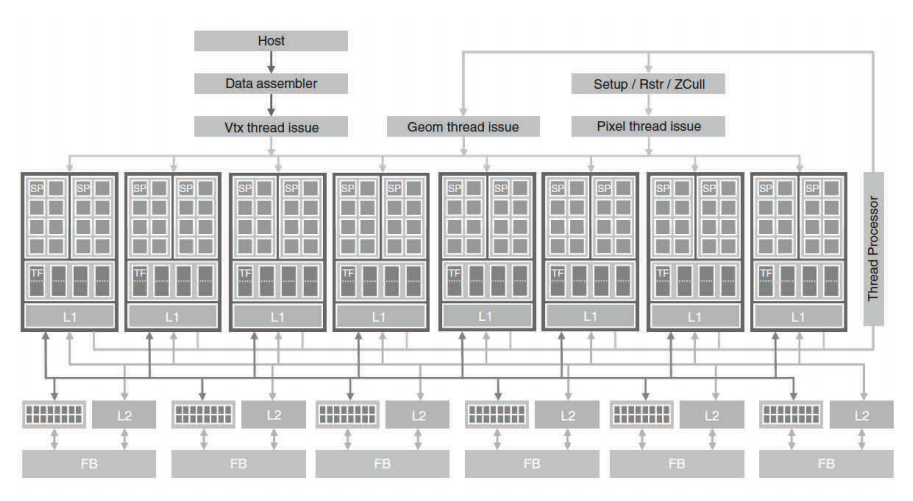 Host
Data assembler
Setup / Rstr / ZCull
Vtx thread issue
Geom thread issue
Pixel thread issue
SP SP SP SP SP SP SP SP SP SP SP SP SP SP SP SP
Thread Processor
TF TF TF TF TF TF TF TF
L1 L1 L1 L1 L1 L1 L1 L1
L2 L2 L2 L2 L2 L2
FB FB FB FB FB FB